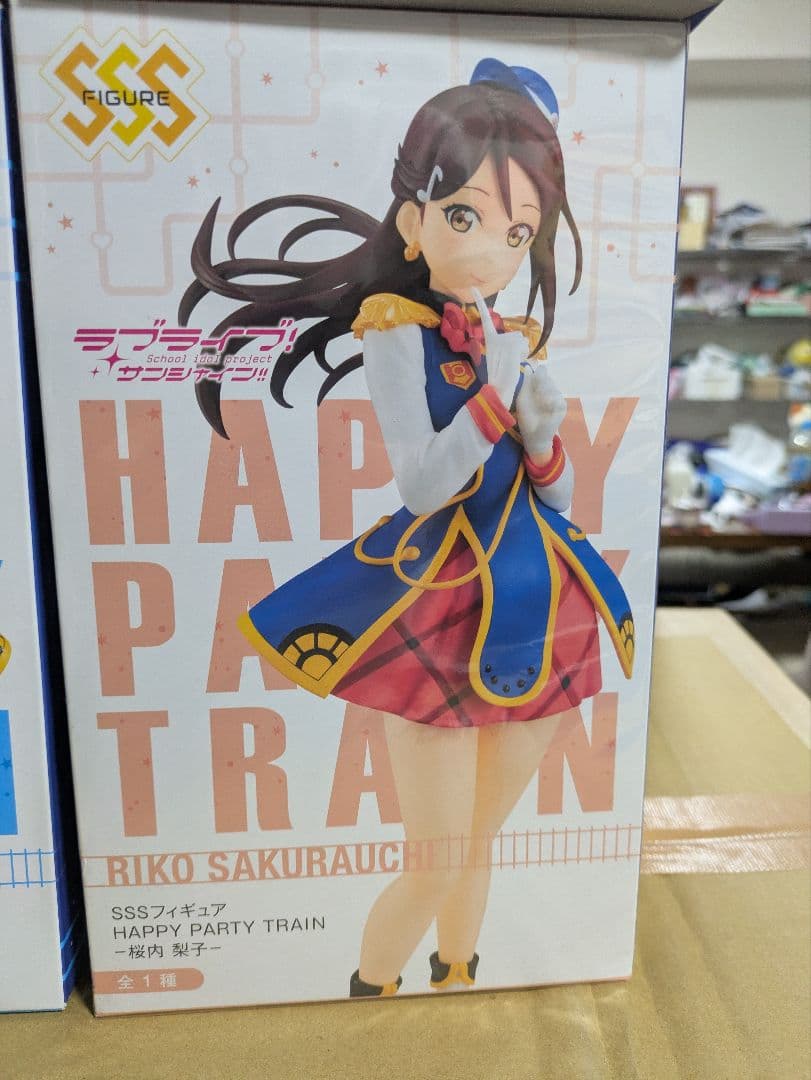 SSS
FIGURE
ラブライブ!
School idol project
サンシャイン!!
HAPPY
PARTY
TRAIN
RIKO SAKURAUCHI
SSSフィギュア
HAPPY PARTY TRAIN
−桜内 梨子−
全1種